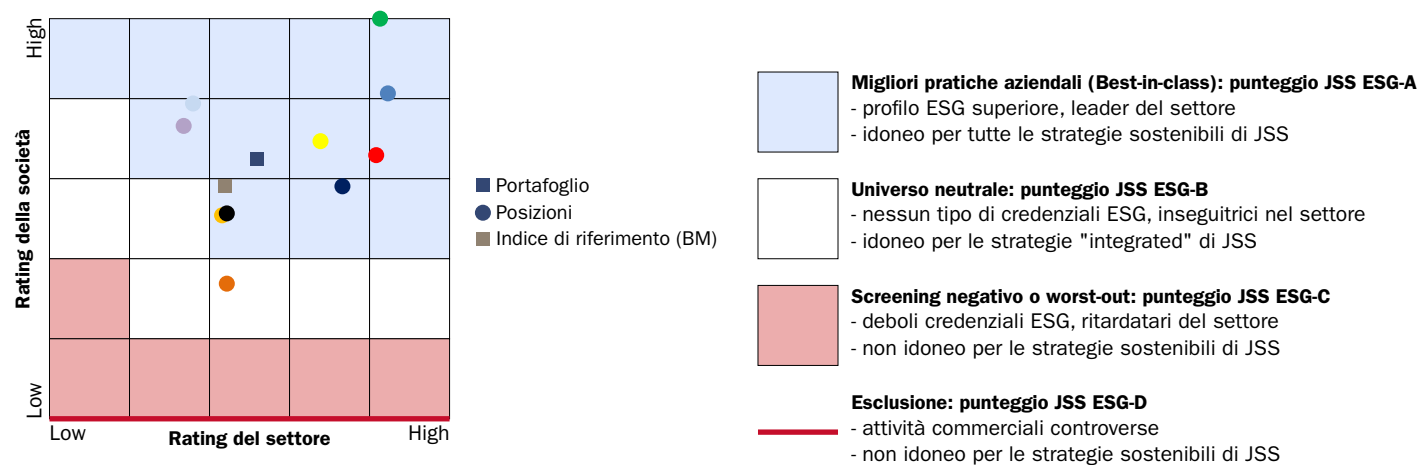 High
Rating della società
Low
Low
Rating del settore
High
Portafoglio
Posizioni
Indice di riferimento (BM)
Migliori pratiche aziendali (Best-in-class): punteggio JSS ESG-A
- profilo ESG superiore, leader del settore
- idoneo per tutte le strategie sostenibili di JSS
Universo neutrale: punteggio JSS ESG-B
- nessun tipo di credenziali ESG, inseguitrici nel settore
- idoneo per le strategie "integrated" di JSS
Screening negativo o worst-out: punteggio JSS ESG-C
- deboli credenziali ESG, ritardatari del settore
- non idoneo per le strategie sostenibili di JSS
Esclusione: punteggio JSS ESG-D
- attività commerciali controverse
- non idoneo per le strategie sostenibili di JSS